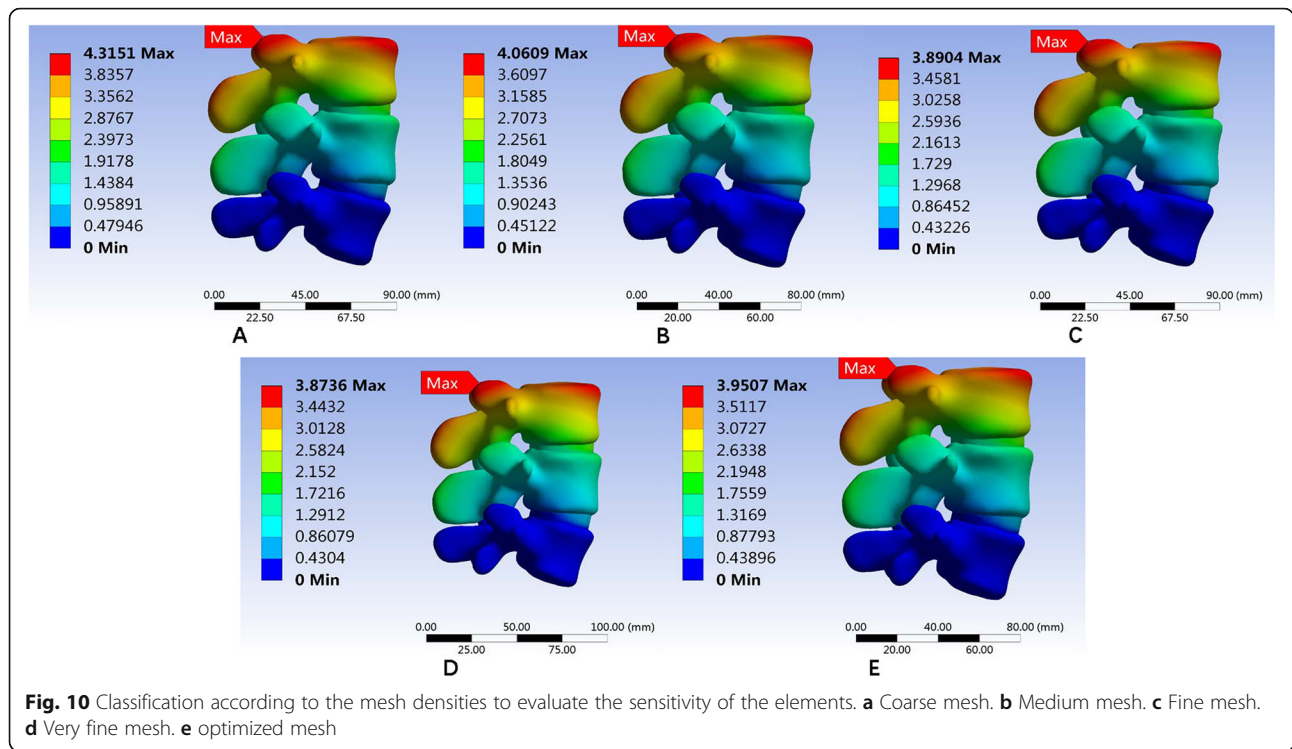 Max
4.3151 Max
3.8357
3.3562
2.8767
2.3973
1.9178
1.4384
0.95891
0.47946
0 Min
0.00 45.00 90.00 (mm)
22.50 67.50
A
Max
4.0609 Max
3.6097
3.1585
2.7073
2.2561
1.8049
1.3536
0.90243
0.45122
0 Min
0.00 40.00 80.00 (mm)
20.00 60.00
B
Max
3.8904 Max
3.4581
3.0258
2.5936
2.1613
1.729
1.2968
0.86452
0.43226
0 Min
0.00 45.00 90.00 (mm)
22.50 67.50
C
Max
3.8736 Max
3.4432
3.0128
2.5824
2.152
1.7216
1.2912
0.86079
0.4304
0 Min
0.00 50.00 100.00 (mm)
25.00 75.00
D
Max
3.9507 Max
3.5117
3.0727
2.6338
2.1948
1.7559
1.3169
0.87793
0.43896
0 Min
0.00 40.00 80.00 (mm)
20.00 60.00
E
Fig. 10 Classification according to the mesh densities to evaluate the sensitivity of the elements. a Coarse mesh. b Medium mesh. c Fine mesh.
d Very fine mesh. e optimized mesh